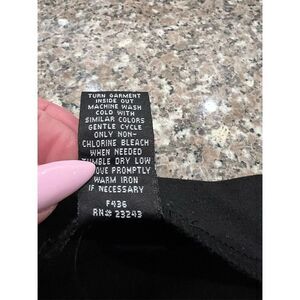 TURN GARMENT
INSIDE OUT
MACHINE WASH
COLD WITH
SIMILAR COLORS
GENTLE CYCLE
ONLY NON-
CHLORINE BLEACH
WHEN NEEDED
TUMBLE DRY LOW
OVE PROMPTLY
WARM IRON
IF NECESSARY
F436
RN# 23243